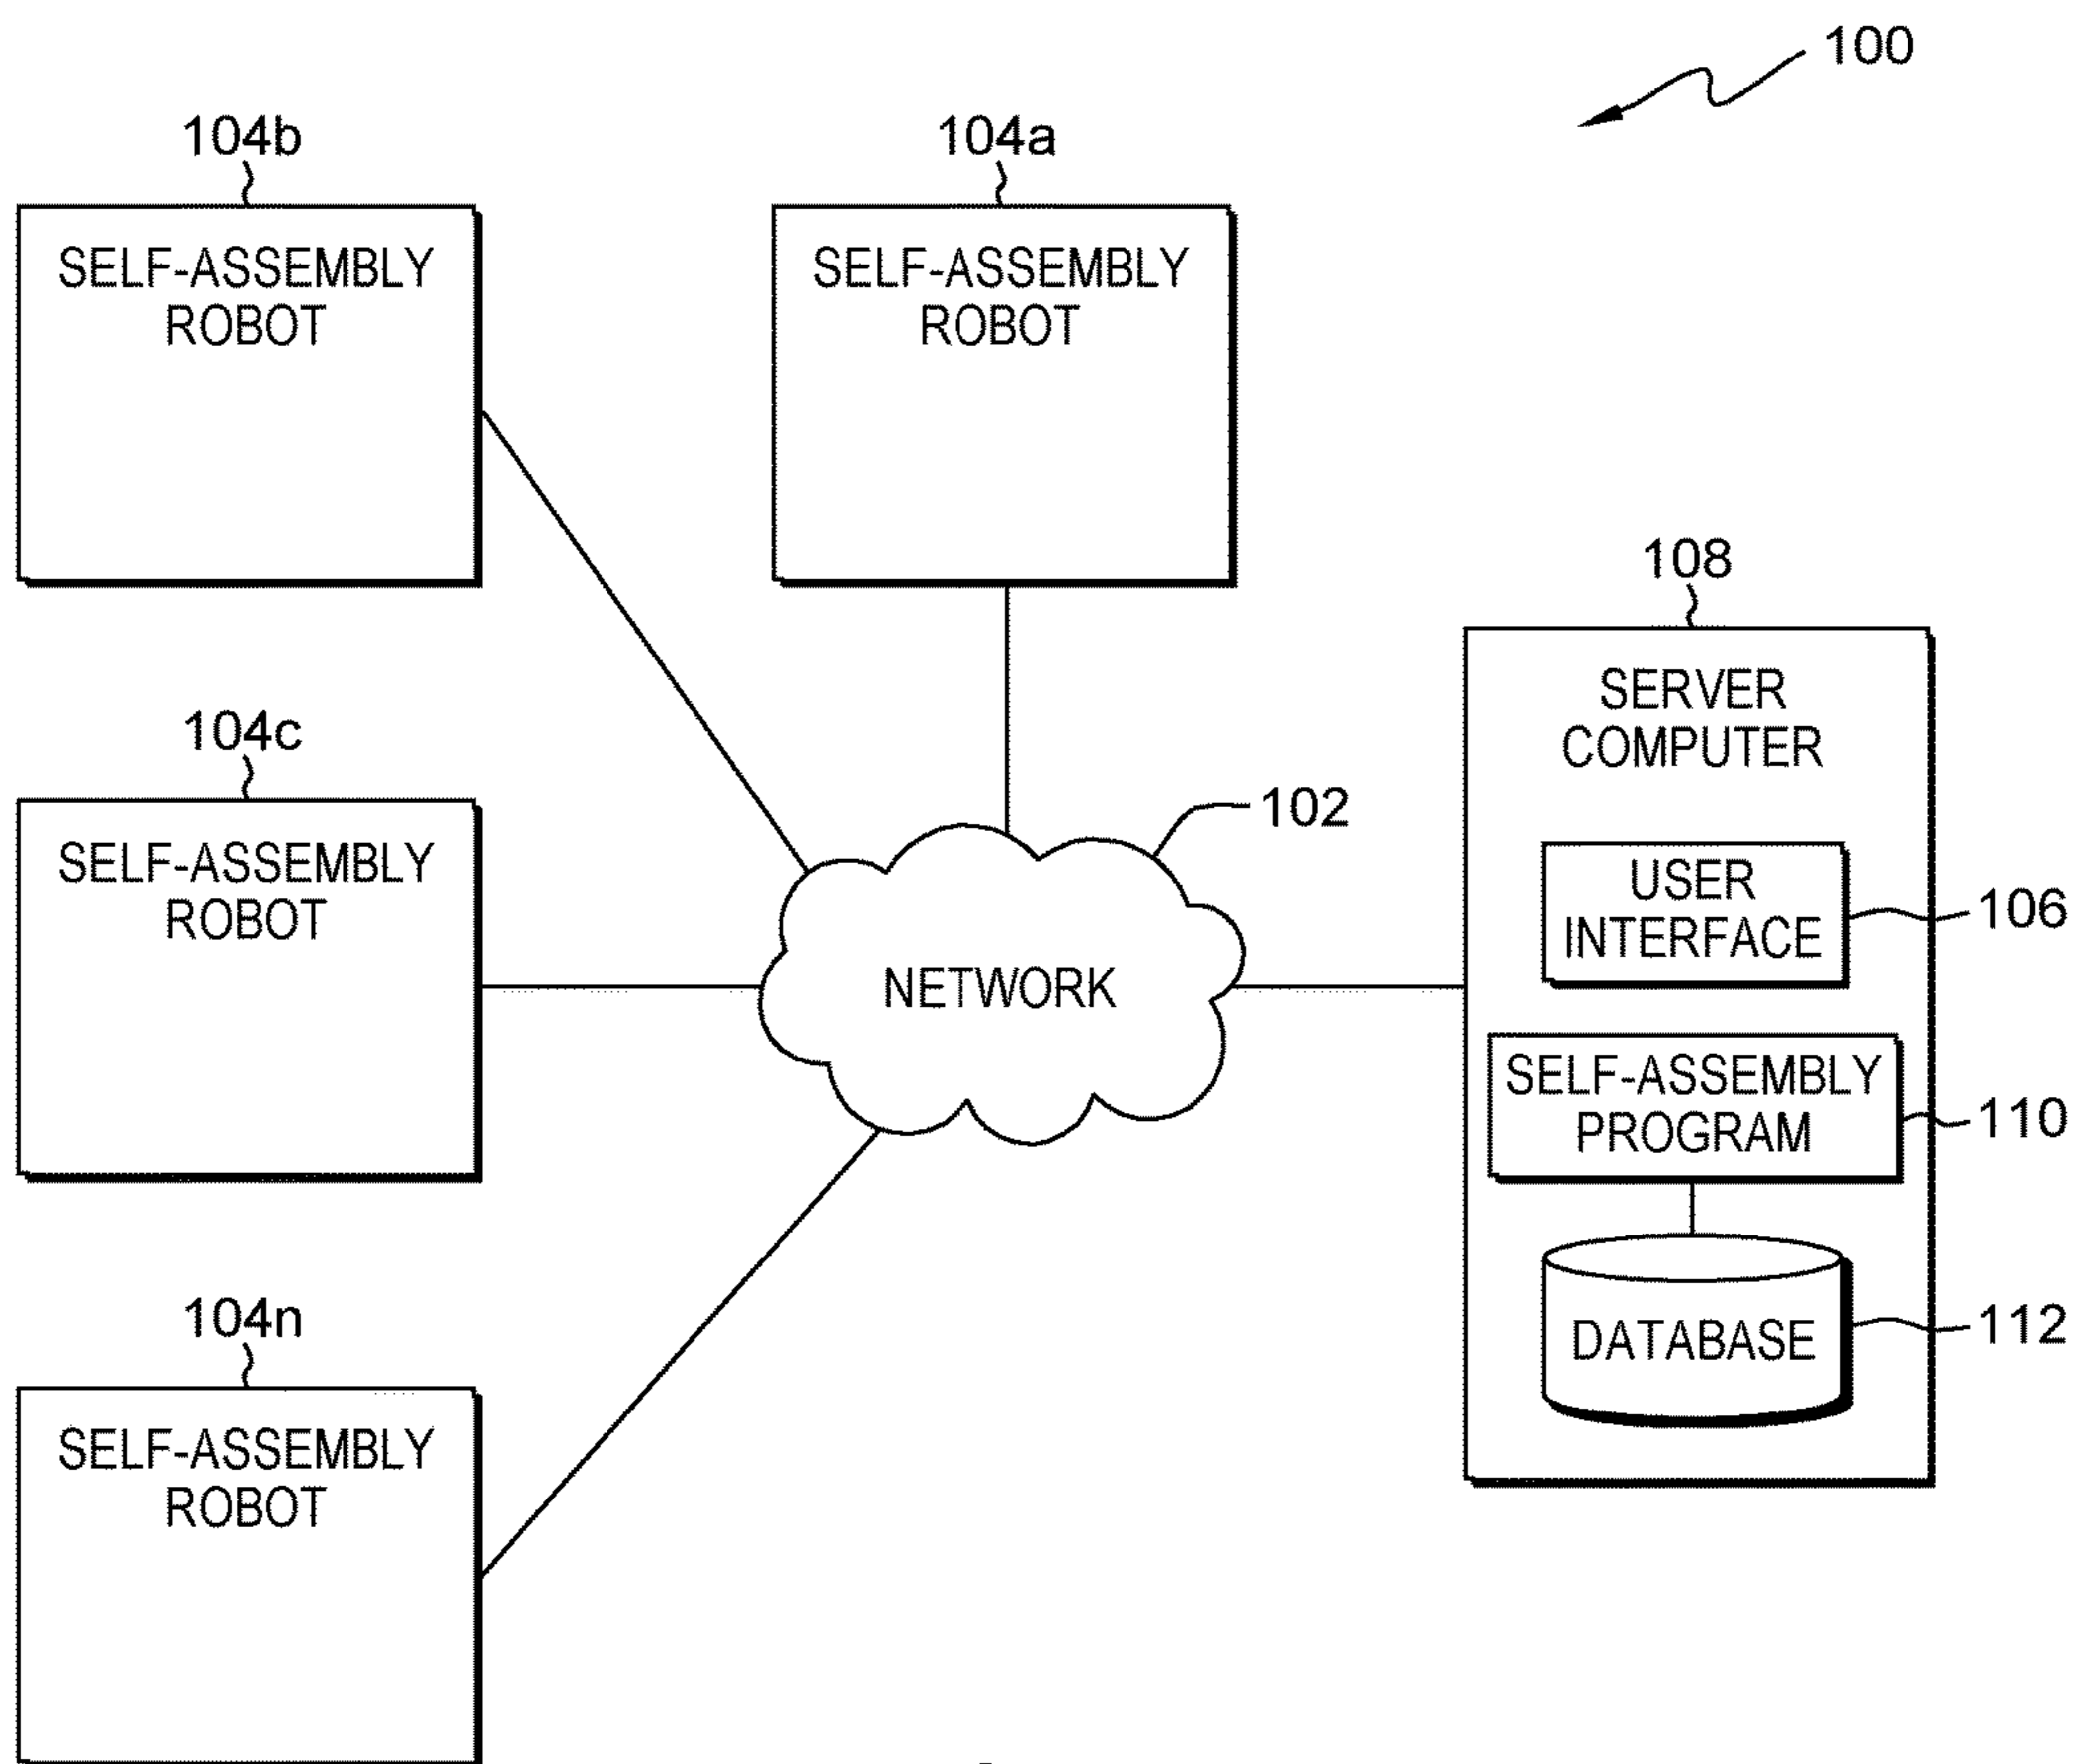 100
104b
104a
SELF-ASSEMBLY
ROBOT
SELF-ASSEMBLY
ROBOT
108
SERVER
COMPUTER
104c
102
SELF-ASSEMBLY
ROBOT
USER
INTERFACE
106
NETWORK
SELF-ASSEMBLY
PROGRAM
110
104n
DATABASE
112
SELF-ASSEMBLY
ROBOT